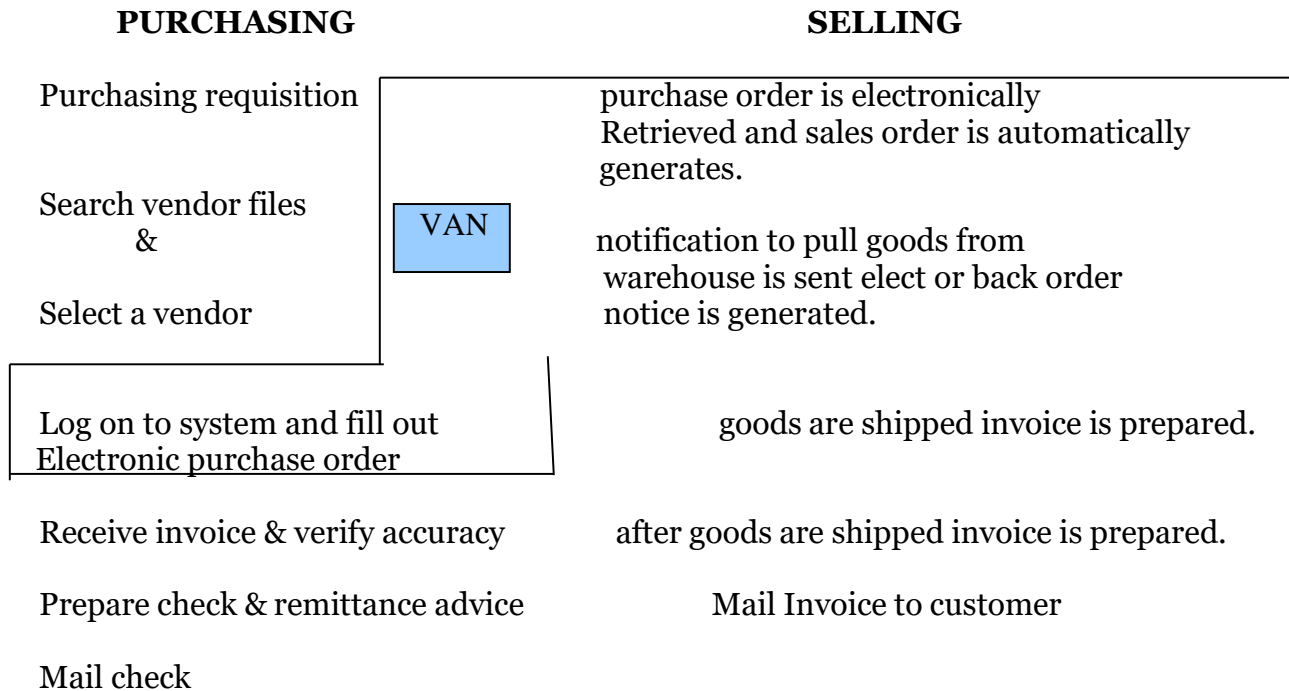 PURCHASING SELLING
Purchasing requisition purchase order is electronically
Retrieved and sales order is automatically
generates.
Search vendor files
& VAN notification to pull goods from
warehouse is sent elect or back order
Select a vendor notice is generated.
Log on to system and fill out goods are shipped invoice is prepared.
Electronic purchase order
Receive invoice & verify accuracy after goods are shipped invoice is prepared.
Prepare check & remittance advice Mail Invoice to customer
Mail check